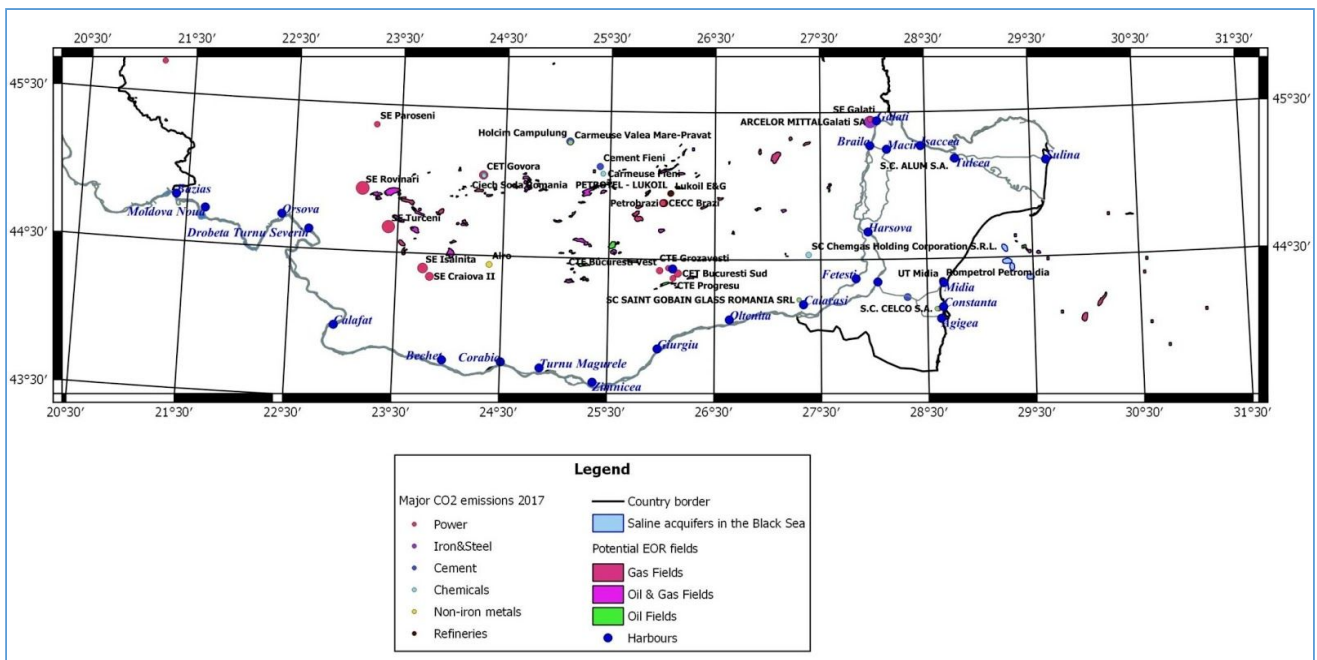 20°30′ 21°30′ 22°30′ 23°30′ 24°30′ 25°30′ 26°30′ 27°30′ 28°30′ 29°30′ 30°30′ 31°30′
45°30′
45°30′
SE Paroseni
SE Galati
ARCELOR MITTALGalati SA
Galati
Holcim Campulung
Carmeuse Valea Mare-Pravat
Braila
Macin
Isaccea
Tulcea
Sulina
S.C. ALUM S.A.
Cement Fieni
Carmeuse Fieni
CET Govora
Ciech Soda Romania
PETROTEL - LUKOIL
Lukoil E&G
SE Rovinari
Bazias
Moldova Noua
Orsova
Drobeta Turnu Severin
Petrobrazi
CECC Brazi
SE Turceni
Harsova
44°30′
44°30′
SC Chemgas Holding Corporation S.R.L.
SE Isalnita
SE Craiova II
Alro
CTE Bucuresti Vest
CTE Grozavesti
CET Bucuresti Sud
CTE Progresu
Fetesti
UT Midia
Rompetrol Petromidia
Midia
SC SAINT GOBAIN GLASS ROMANIA SRL
Calarasi
S.C. CELCO S.A.
Constanta
Agigea
Calafat
Oltenita
Giurgiu
Bechet
Corabia
Turnu Magurele
Zimnicea
43°30′
43°30′
20°30′ 21°30′ 22°30′ 23°30′ 24°30′ 25°30′ 26°30′ 27°30′ 28°30′ 29°30′ 30°30′ 31°30′
Legend
Major CO2 emissions 2017
Power
Iron&Steel
Cement
Chemicals
Non-iron metals
Refineries
Country border
Saline acquifers in the Black Sea
Potential EOR fields
Gas Fields
Oil & Gas Fields
Oil Fields
Harbours